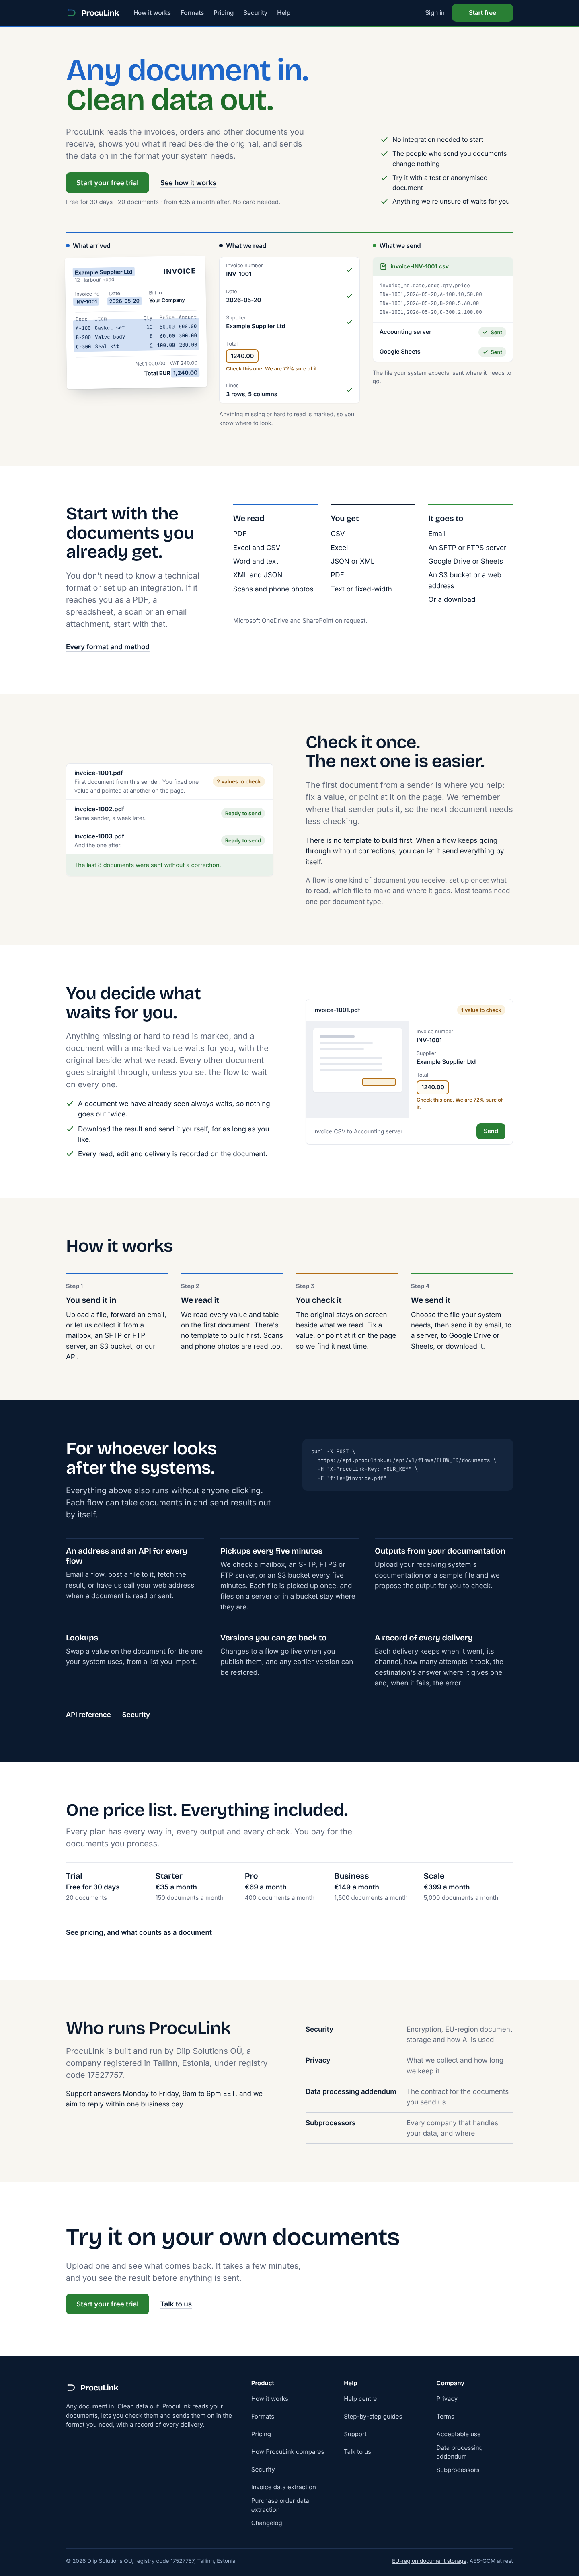 ProcuLink
How it works
Formats
Pricing
Security
Help
Sign in
Start free
Any document in.
Clean data out.
ProcuLink reads the invoices, orders and other documents you
receive, shows you what it read beside the original, and sends
the data on in the format your system needs.
Start your free trial
See how it works
Free for 30 days · 20 documents · from €35 a month after. No card needed.
No integration needed to start
The people who send you documents
change nothing
Try it with a test or anonymised
document
Anything we're unsure of waits for you
What arrived
Example Supplier Ltd
12 Harbour Road
INVOICE
Invoice no
INV-1001
Date
2026-05-20
Bill to
Your Company
Code Item Qty Price Amount
A-100 Gasket set 10 50.00 500.00
B-200 Valve body 5 60.00 300.00
C-300 Seal kit 2 100.00 200.00
Net 1,000.00 VAT 240.00
Total EUR 1,240.00
What we read
Invoice number
INV-1001
Date
2026-05-20
Supplier
Example Supplier Ltd
Total
1240.00
Check this one. We are 72% sure of it.
Lines
3 rows, 5 columns
Anything missing or hard to read is marked, so you
know where to look.
What we send
invoice-INV-1001.csv
invoice_no,date,code,qty,price
INV-1001,2026-05-20,A-100,10,50.00
INV-1001,2026-05-20,B-200,5,60.00
INV-1001,2026-05-20,C-300,2,100.00
Accounting server
Sent
Google Sheets
Sent
The file your system expects, sent where it needs to
go.
Start with the
documents you
already get.
You don't need to know a technical
format or set up an integration. If it
reaches you as a PDF, a
spreadsheet, a scan or an email
attachment, start with that.
Every format and method
We read
PDF
Excel and CSV
Word and text
XML and JSON
Scans and phone photos
You get
CSV
Excel
JSON or XML
PDF
Text or fixed-width
It goes to
Email
An SFTP or FTPS server
Google Drive or Sheets
An S3 bucket or a web
address
Or a download
Microsoft OneDrive and SharePoint on request.
invoice-1001.pdf
First document from this sender. You fixed one
value and pointed at another on the page.
2 values to check
invoice-1002.pdf
Same sender, a week later.
Ready to send
invoice-1003.pdf
And the one after.
Ready to send
The last 8 documents were sent without a correction.
Check it once.
The next one is easier.
The first document from a sender is where you help:
fix a value, or point at it on the page. We remember
where that sender puts it, so the next document needs
less checking.
There is no template to build first. When a flow keeps going
through without corrections, you can let it send everything by
itself.
A flow is one kind of document you receive, set up once: what
to read, which file to make and where it goes. Most teams need
one per document type.
You decide what
waits for you.
Anything missing or hard to read is marked, and a
document with a marked value waits for you, with the
original beside what we read. Every other document
goes straight through, unless you set the flow to wait
on every one.
A document we have already seen always waits, so nothing
goes out twice.
Download the result and send it yourself, for as long as you
like.
Every read, edit and delivery is recorded on the document.
invoice-1001.pdf
1 value to check
Invoice number
INV-1001
Supplier
Example Supplier Ltd
Total
1240.00
Check this one. We are 72% sure of
it.
Invoice CSV to Accounting server
Send
How it works
Step 1
You send it in
Upload a file, forward an email,
or let us collect it from a
mailbox, an SFTP or FTP
server, an S3 bucket, or our
API.
Step 2
We read it
We read every value and table
on the first document. There's
no template to build first. Scans
and phone photos are read too.
Step 3
You check it
The original stays on screen
beside what we read. Fix a
value, or point at it on the page
so we find it next time.
Step 4
We send it
Choose the file your system
needs, then send it by email, to
a server, to Google Drive or
Sheets, or download it.
For whoever looks
after the systems.
Everything above also runs without anyone clicking.
Each flow can take documents in and send results out
by itself.
curl -X POST \
https://api.proculink.eu/api/v1/flows/FLOW_ID/documents \
-H "X-ProcuLink-Key: YOUR_KEY" \
-F "file=@invoice.pdf"
An address and an API for every
flow
Email a flow, post a file to it, fetch the
result, or have us call your web address
when a document is read or sent.
Pickups every five minutes
We check a mailbox, an SFTP, FTPS or
FTP server, or an S3 bucket every five
minutes. Each file is picked up once, and
files on a server or in a bucket stay where
they are.
Outputs from your documentation
Upload your receiving system's
documentation or a sample file and we
propose the output for you to check.
Lookups
Swap a value on the document for the one
your system uses, from a list you import.
Versions you can go back to
Changes to a flow go live when you
publish them, and any earlier version can
be restored.
A record of every delivery
Each delivery keeps when it went, its
channel, how many attempts it took, the
destination's answer where it gives one
and, when it fails, the error.
API reference
Security
One price list. Everything included.
Every plan has every way in, every output and every check. You pay for the
documents you process.
Trial
Free for 30 days
20 documents
Starter
€35 a month
150 documents a month
Pro
€69 a month
400 documents a month
Business
€149 a month
1,500 documents a month
Scale
€399 a month
5,000 documents a month
See pricing, and what counts as a document
Who runs ProcuLink
ProcuLink is built and run by Diip Solutions OÜ, a
company registered in Tallinn, Estonia, under registry
code 17527757.
Support answers Monday to Friday, 9am to 6pm EET, and we
aim to reply within one business day.
Security
Encryption, EU-region document
storage and how AI is used
Privacy
What we collect and how long
we keep it
Data processing addendum
The contract for the documents
you send us
Subprocessors
Every company that handles
your data, and where
Try it on your own documents
Upload one and see what comes back. It takes a few minutes,
and you see the result before anything is sent.
Start your free trial
Talk to us
ProcuLink
Any document in. Clean data out. ProcuLink reads your
documents, lets you check them and sends them on in the
format you need, with a record of every delivery.
Product
How it works
Formats
Pricing
How ProcuLink compares
Security
Invoice data extraction
Purchase order data
extraction
Changelog
Help
Help centre
Step-by-step guides
Support
Talk to us
Company
Privacy
Terms
Acceptable use
Data processing
addendum
Subprocessors
© 2026 Diip Solutions OÜ, registry code 17527757, Tallinn, Estonia
EU-region document storage, AES-GCM at rest